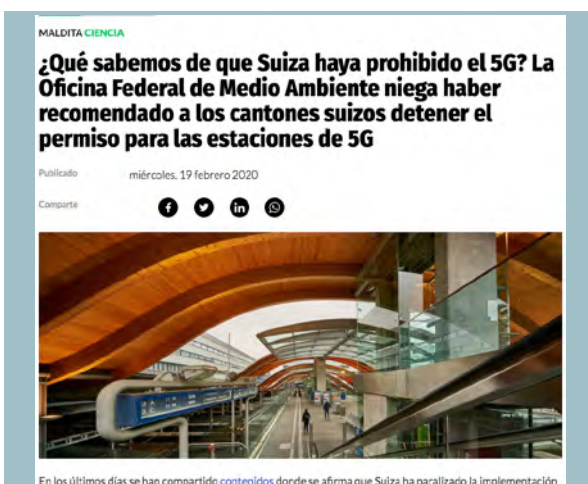 MALDITA CIENCIA
¿Qué sabemos de que Suiza haya prohibido el 5G? La
Oficina Federal de Medio Ambiente niega haber
recomendado a los cantones suizos detener el
permiso para las estaciones de 5G
Publicado miércoles, 19 febrero 2020
Comparte
En los últimos días se han compartido contenidos donde se afirma que Suiza ha paralizado la implementación